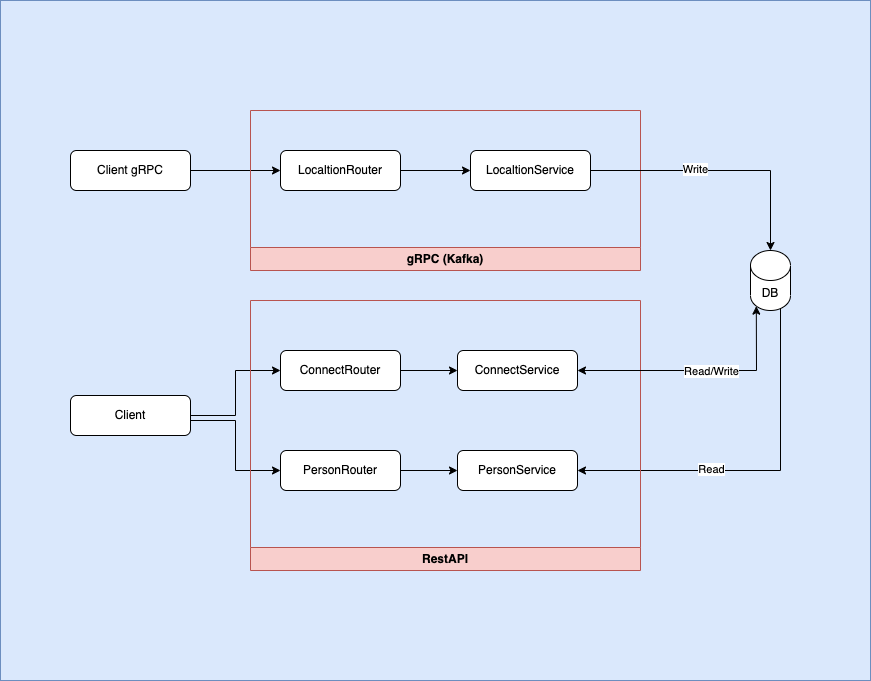 Client gRPC
LocaltionRouter
LocaltionService
Write
gRPC (Kafka)
DB
ConnectRouter
ConnectService
Read/Write
Client
PersonRouter
PersonService
Read
RestAPI